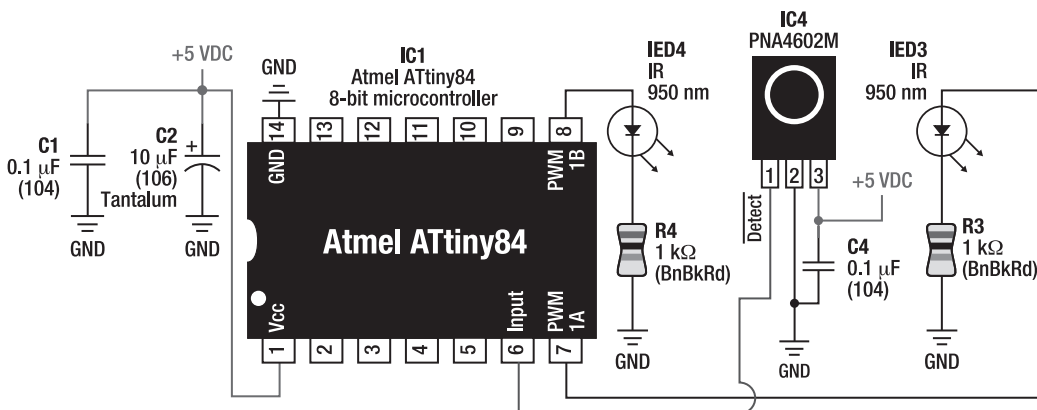 +5 VDC
C1
0.1 µF
(104)
GND
C2
10 µF
(106)
Tantalum
+
GND
GND
IC1
Atmel ATtiny84
8-bit microcontroller
14
13
12
11
10
9
8
GND
PWM
1B
Atmel ATtiny84
Vcc
Input
PWM
1A
1
2
3
4
5
6
7
IED4
IR
950 nm
R4
1 kΩ
(BnBkRd)
GND
IC4
PNA4602M
1
2
3
Detect
+5 VDC
C4
0.1 µF
(104)
GND
IED3
IR
950 nm
R3
1 kΩ
(BnBkRd)
GND